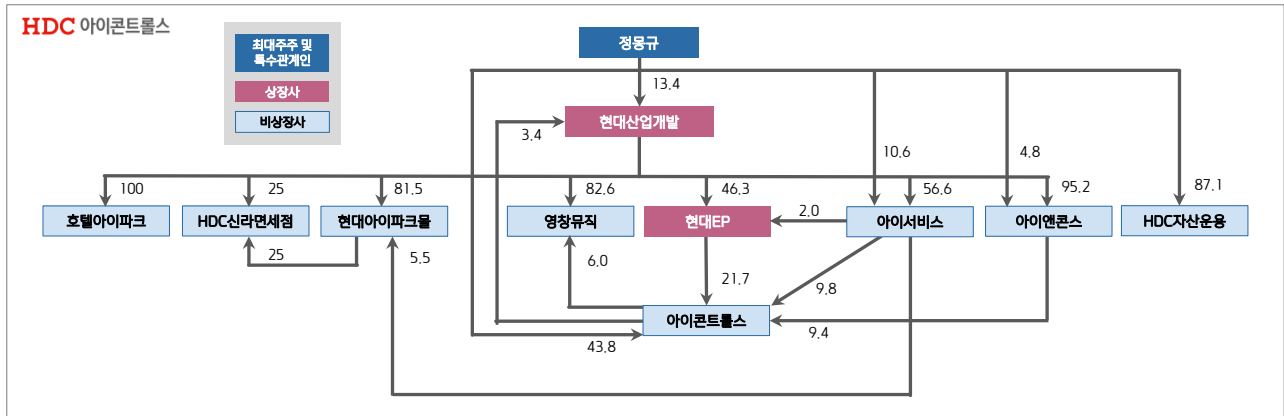 HDC 아이콘트롤스
최대주주 및
특수관계인
상장사
비상장사
정몽규
13.4
현대산업개발
3.4
10.6
4.8
100
25
81.5
82.6
46.3
56.6
95.2
87.1
호텔아이파크
HDC신라면세점
현대아이파크몰
영창뮤직
현대EP
2.0
아이서비스
아이앤콘스
HDC자산운용
25
5.5
6.0
21.7
9.8
아이콘트롤스
43.8
9.4